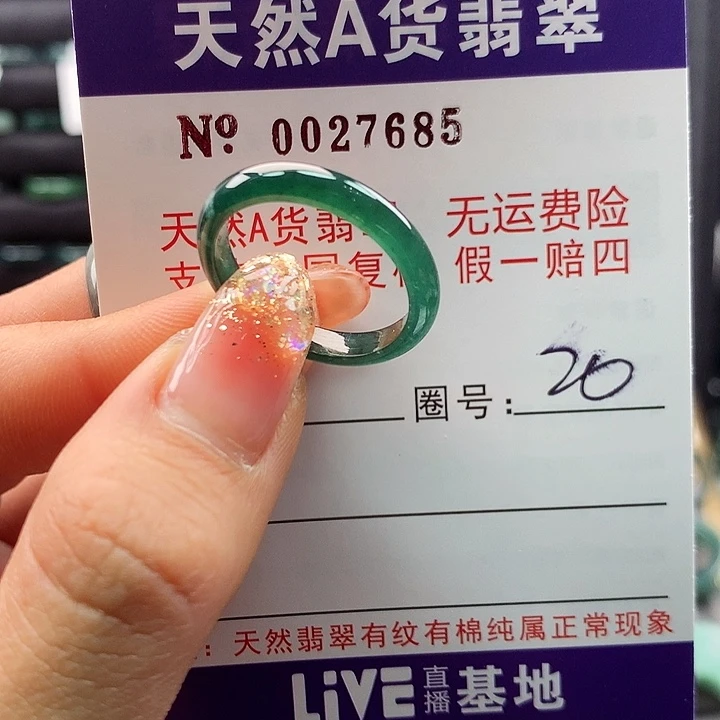 天然A货翡翠
№ 0027685
天然A货翡 无运费险
支 回复 假一赔四
圈号: 20
: 天然翡翠有纹有棉纯属正常现象
LiVE 直播 基地